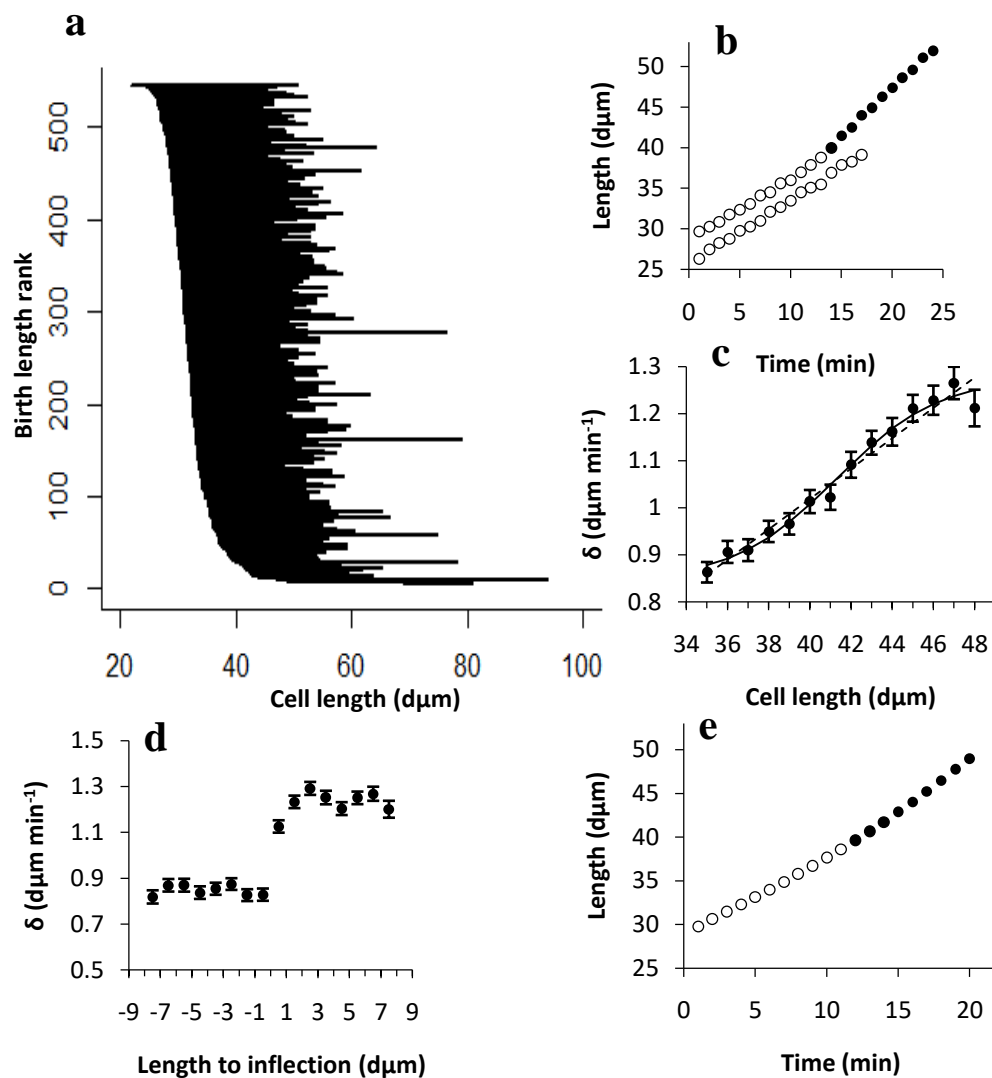 a
Birth length rank
500
400
300
200
100
0
20 40 60 80 100
Cell length (dµm)
b
Length (dµm)
50
45
40
35
30
25
0 5 10 15 20 25
Time (min)
c
δ (dµm min-1)
1.3
1.2
1.1
1
0.9
0.8
34 36 38 40 42 44 46 48
Cell length (dµm)
d
δ (dµm min-1)
1.5
1.3
1.1
0.9
0.7
0.5
-9 -7 -5 -3 -1 1 3 5 7 9
Length to inflection (dµm)
e
Length (dµm)
50
45
40
35
30
25
0 5 10 15 20
Time (min)